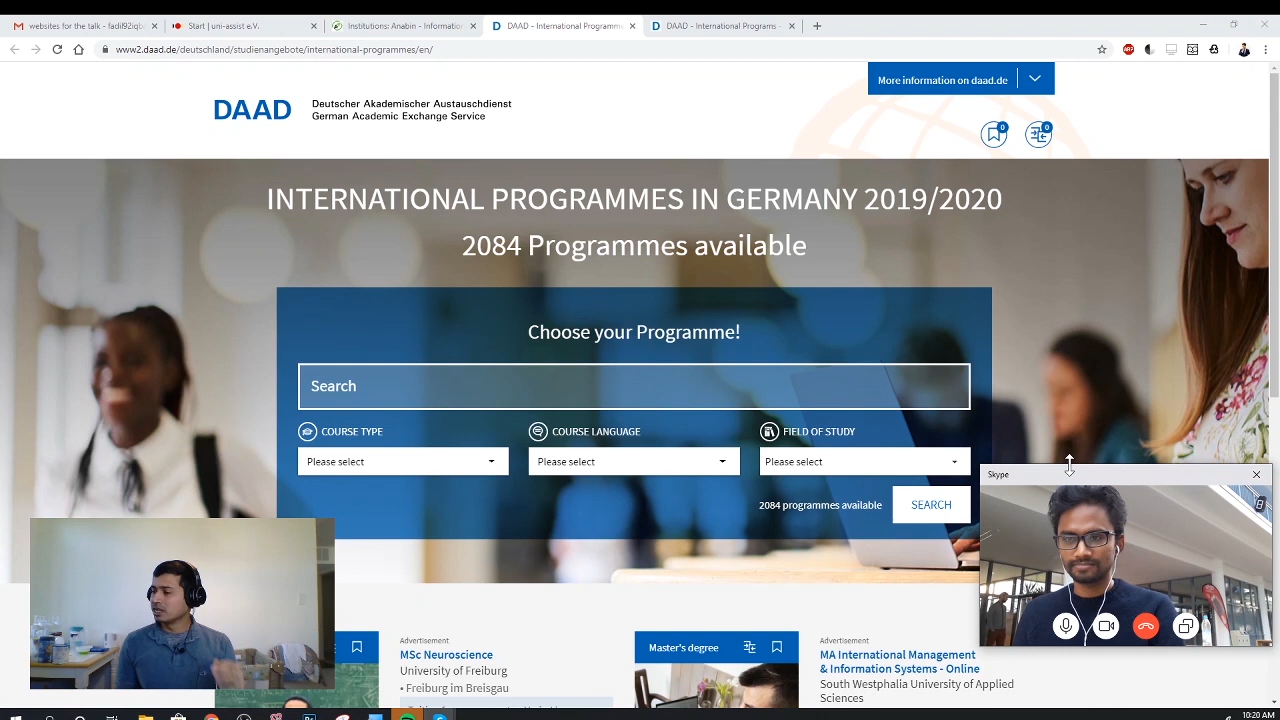 websites for the talk - fadil92iqb
Start | uni-assist e.V.
Institutions: Anabin - Informatio
DAAD - International Programme
DAAD - International Programs -
www2.daad.de/deutschland/studienangebote/international-programmes/en/
ABP
More information on daad.de
DAAD
Deutscher Akademischer Austauschdienst
German Academic Exchange Service
0
0
INTERNATIONAL PROGRAMMES IN GERMANY 2019/2020
2084 Programmes available
Choose your Programme!
Search
COURSE TYPE
COURSE LANGUAGE
FIELD OF STUDY
Please select
Please select
Please select
2084 programmes available
SEARCH
Skype
Advertisement
MSc Neuroscience
University of Freiburg
• Freiburg im Breisgau
Master's degree
Advertisement
MA International Management
& Information Systems - Online
South Westphalia University of Applied
Sciences
10:20 AM